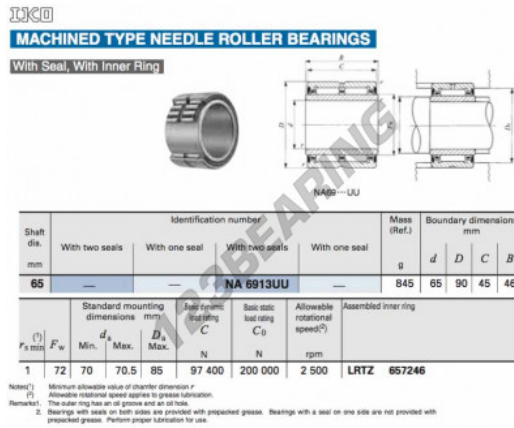 IKO
MACHINED TYPE NEEDLE ROLLER BEARINGS
With Seal, With Inner Ring
B
C
r
r
D
d
Da
NA69···UU
123BEARING
Shaft dia. mm
Identification number
Mass (Ref.) g
Boundary dimensions mm
With two seals
With one seal
With two seals
With one seal
d D C B
65 — — NA 6913UU — 845 65 90 45 46
rs min (1)
Fw
Standard mounting dimensions mm
da
Min. Max.
Da
Max.
Basic dynamic load rating
C
N
Basic static load rating
C0
N
Allowable rotational speed(2)
rpm
Assembled inner ring
1 72 70 70.5 85 97 400 200 000 2 500 LRTZ 657246
Notes(1) Minimum allowable value of chamfer dimension r
(2) Allowable rotational speed applies to grease lubrication.
Remarks1. The outer ring has an oil groove and an oil hole.
2. Bearings with seals on both sides are provided with prepacked grease. Bearings with a seal on one side are not provided with
prepacked grease. Perform proper lubrication for use.